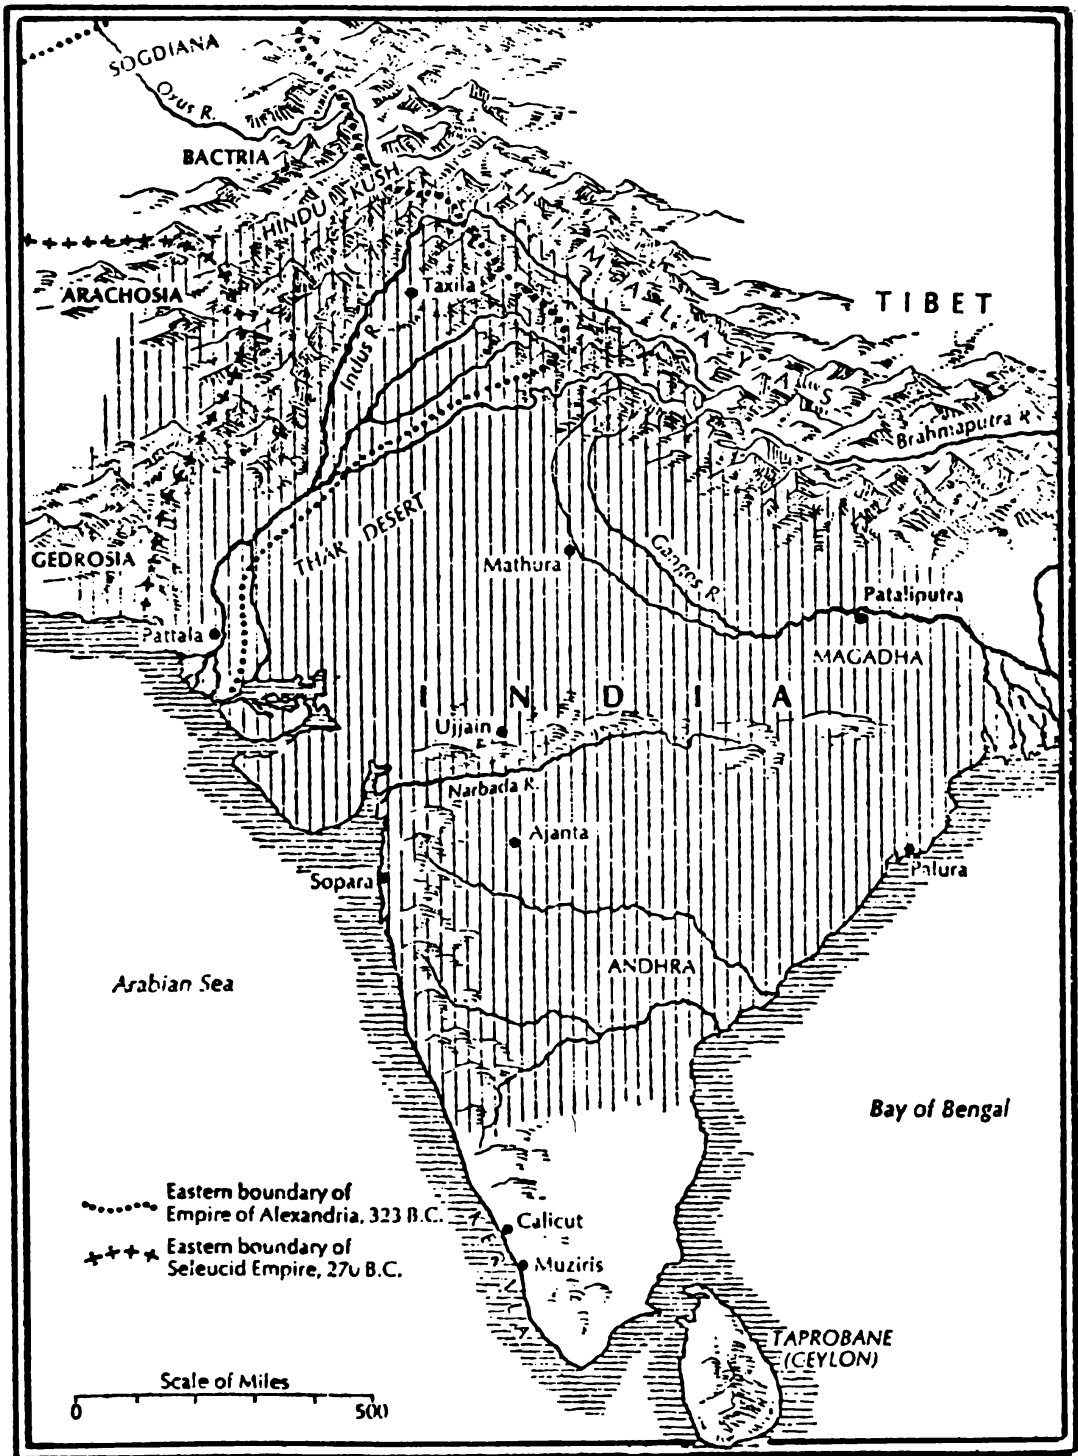 SOGDIANA
Oxus R.
BACTRIA
HINDU KUSH
HIMALAYAS
ARACHOSIA
Taxila
TIBET
Indus R.
Brahmaputra R.
THAR DESERT
GEDROSIA
Mathura
Ganges R.
Pataliputra
Pattala
MAGADHA
INDIA
Ujjain
Narbada R.
Ajanta
Sopara
Palura
ANDHRA
Arabian Sea
Bay of Bengal
Eastern boundary of
Empire of Alexandria, 323 B.C.
Eastern boundary of
Seleucid Empire, 270 B.C.
Calicut
Muziris
TAPROBANE
(CEYLON)
Scale of Miles
0 500